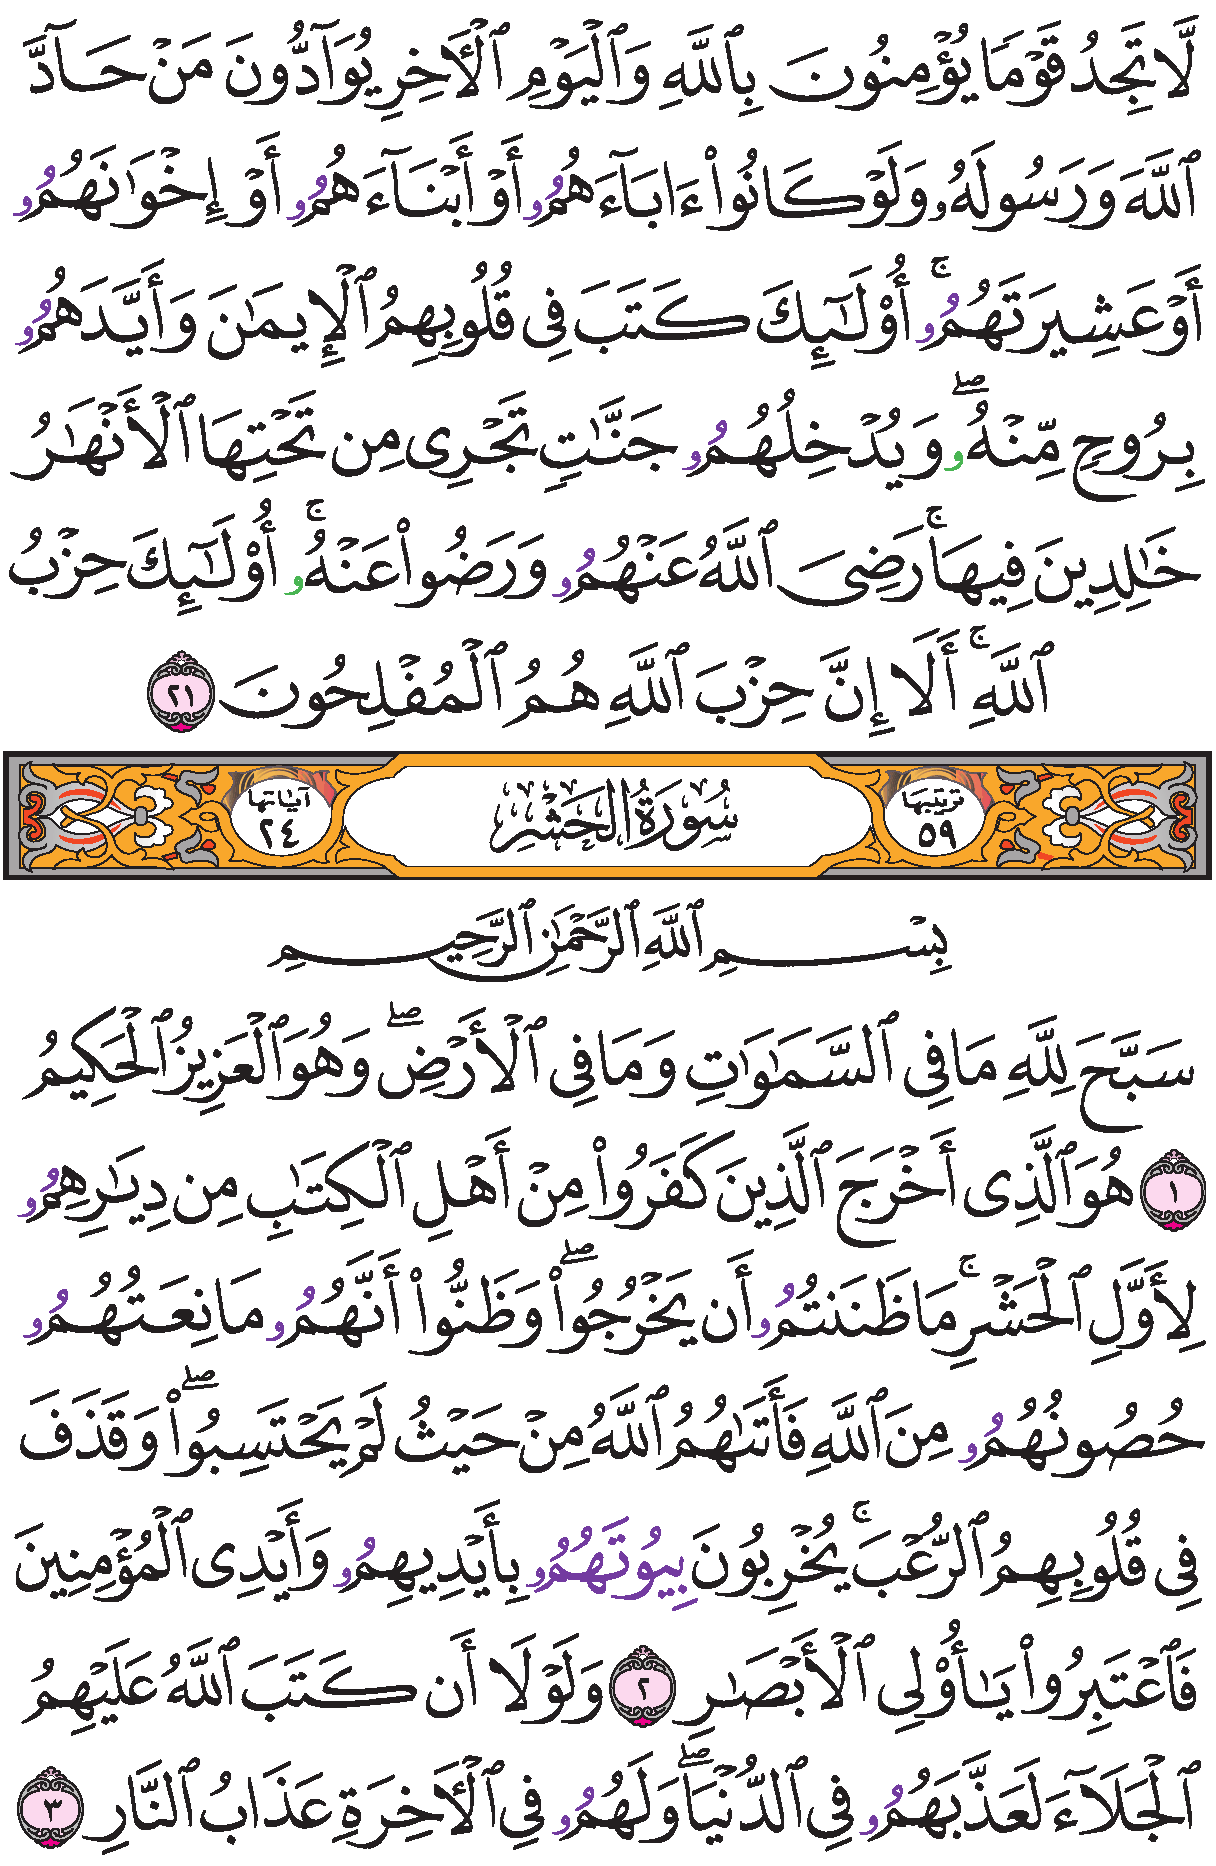 لَّا تَجِدُ قَوْمًا يُؤْمِنُونَ بِٱللَّهِ وَٱلْيَوْمِ ٱلْأٓخِرِ يُوَآدُّونَ مَنْ حَآدَّ
ٱللَّهَ وَرَسُولَهُۥ وَلَوْ كَانُوٓا۟ ءَابَآءَهُمُۥ أَوْ أَبْنَآءَهُمُۥ أَوْ إِخْوَٰنَهُمُۥ
أَوْ عَشِيرَتَهُمُۥ ۚ أُو۟لَٰٓئِكَ كَتَبَ فِى قُلُوبِهِمُ ٱلْإِيمَٰنَ وَأَيَّدَهُمُۥ
بِرُوحٍ مِّنْهُۥ ۖ وَيُدْخِلُهُمُۥ جَنَّٰتٍ تَجْرِى مِن تَحْتِهَا ٱلْأَنْهَٰرُ
خَٰلِدِينَ فِيهَا ۚ رَضِىَ ٱللَّهُ عَنْهُمُۥ وَرَضُوا۟ عَنْهُۥ ۚ أُو۟لَٰٓئِكَ حِزْبُ
ٱللَّهِ ۚ أَلَا إِنَّ حِزْبَ ٱللَّهِ هُمُ ٱلْمُفْلِحُونَ ٢١
ترتيبها ٥٩ سُورَةُ الحَشْرِ آياتها ٢٤
بِسْمِ ٱللَّهِ ٱلرَّحْمَٰنِ ٱلرَّحِيمِ
سَبَّحَ لِلَّهِ مَا فِى ٱلسَّمَٰوَٰتِ وَمَا فِى ٱلْأَرْضِ ۖ وَهُوَ ٱلْعَزِيزُ ٱلْحَكِيمُ
١ هُوَ ٱلَّذِى أَخْرَجَ ٱلَّذِينَ كَفَرُوا۟ مِنْ أَهْلِ ٱلْكِتَٰبِ مِن دِيَٰرِهِمُۥ
لِأَوَّلِ ٱلْحَشْرِ ۚ مَا ظَنَنتُمُۥ أَن يَخْرُجُوا۟ ۖ وَظَنُّوا۟ أَنَّهُمُۥ مَانِعَتُهُمُۥ
حُصُونُهُمُۥ مِنَ ٱللَّهِ فَأَتَىٰهُمُ ٱللَّهُ مِنْ حَيْثُ لَمْ يَحْتَسِبُوا۟ ۖ وَقَذَفَ
فِى قُلُوبِهِمُ ٱلرُّعْبَ ۚ يُخْرِبُونَ بِيُوتَهُمُۥ بِأَيْدِيهِمُۥ وَأَيْدِى ٱلْمُؤْمِنِينَ
فَٱعْتَبِرُوا۟ يَٰأُو۟لِى ٱلْأَبْصَٰرِ ٢ وَلَوْلَا أَن كَتَبَ ٱللَّهُ عَلَيْهِمُ
ٱلْجَلَآءَ لَعَذَّبَهُمُۥ فِى ٱلدُّنْيَا ۖ وَلَهُمُۥ فِى ٱلْأٓخِرَةِ عَذَابُ ٱلنَّارِ ٣